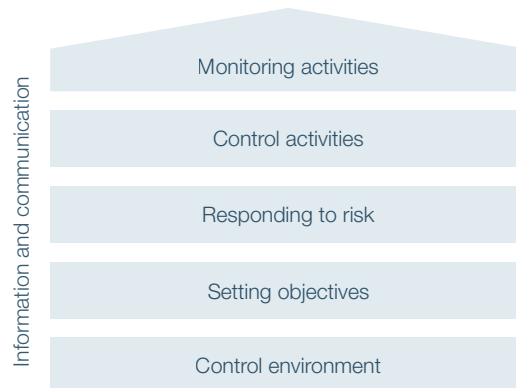 Monitoring activities
Control activities
Responding to risk
Setting objectives
Control environment
Information and communication